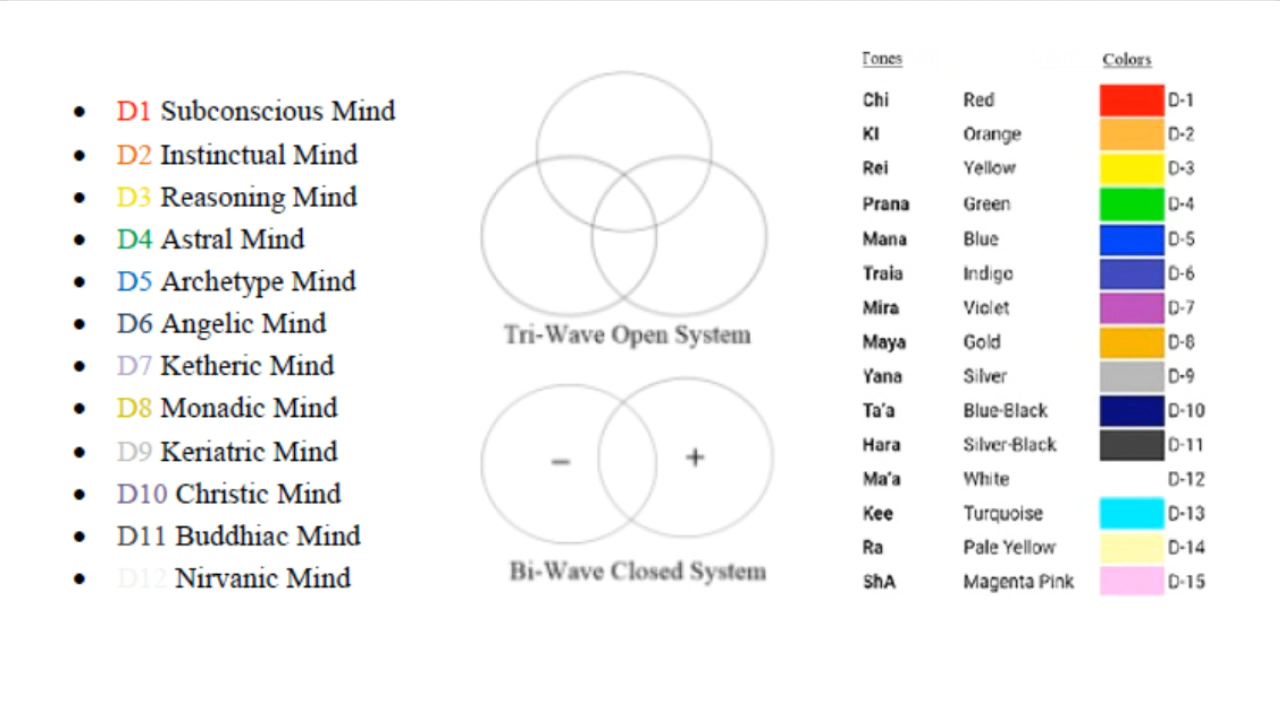 • D1 Subconscious Mind
• D2 Instinctual Mind
• D3 Reasoning Mind
• D4 Astral Mind
• D5 Archetype Mind
• D6 Angelic Mind
• D7 Ketheric Mind
• D8 Monadic Mind
• D9 Keriatric Mind
• D10 Christic Mind
• D11 Buddhiac Mind
• D12 Nirvanic Mind
Tri-Wave Open System
− +
Bi-Wave Closed System
Tones Colors
Chi Red D-1
KI Orange D-2
Rei Yellow D-3
Prana Green D-4
Mana Blue D-5
Traia Indigo D-6
Mira Violet D-7
Maya Gold D-8
Yana Silver D-9
Ta'a Blue-Black D-10
Hara Silver-Black D-11
Ma'a White D-12
Kee Turquoise D-13
Ra Pale Yellow D-14
ShA Magenta Pink D-15